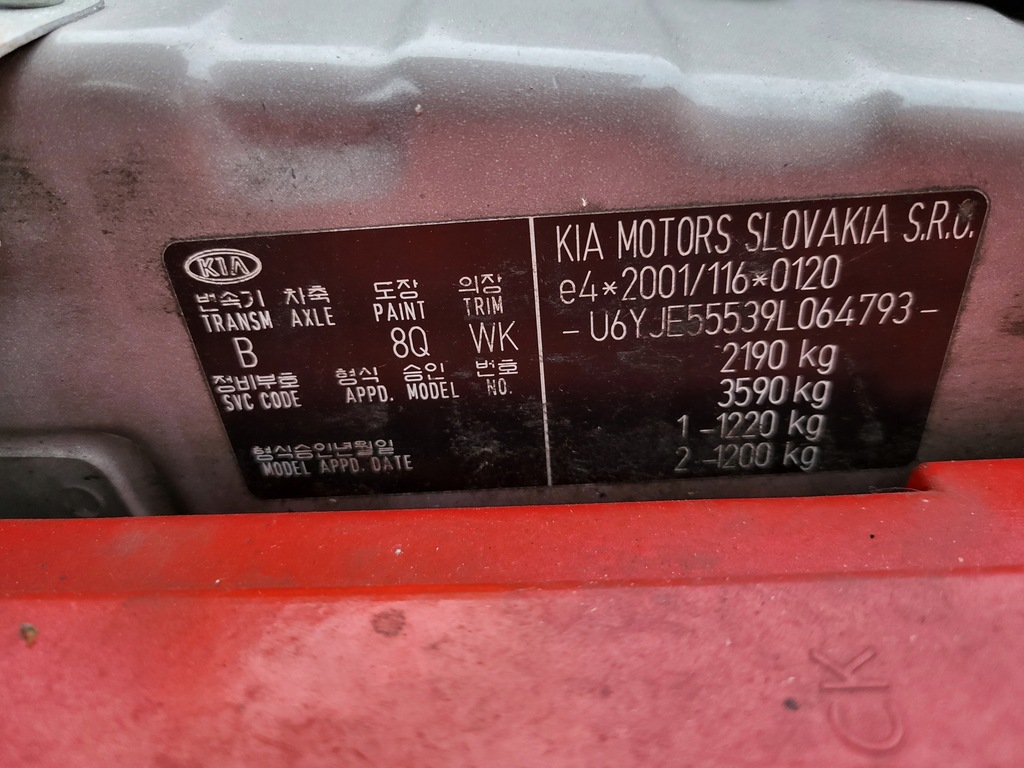 KIA
변속기 차축 도장 의장
TRANSM AXLE PAINT TRIM
B 8Q WK
정비부호 형식 승인 번호
SVC CODE APPD. MODEL NO.
형식승인년월일
MODEL APPD. DATE
KIA MOTORS SLOVAKIA S.R.O.
e4*2001/116*0120
- U6YJE55539L064793 -
2190 kg
3590 kg
1 -1220 kg
2 -1200 kg
CK